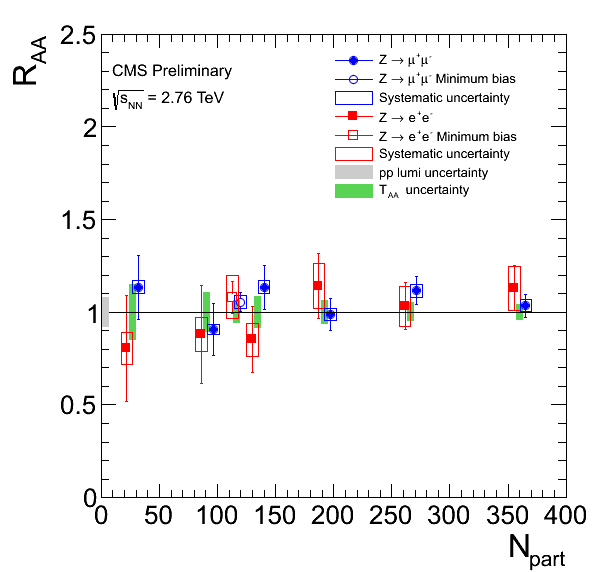 R_AA
2.5
2
1.5
1
0.5
0
CMS Preliminary
√s_NN = 2.76 TeV
Z → μ⁺μ⁻
Z → μ⁺μ⁻ Minimum bias
Systematic uncertainty
Z → e⁺e⁻
Z → e⁺e⁻ Minimum bias
Systematic uncertainty
pp lumi uncertainty
T_AA uncertainty
0 50 100 150 200 250 300 350 400
N_part